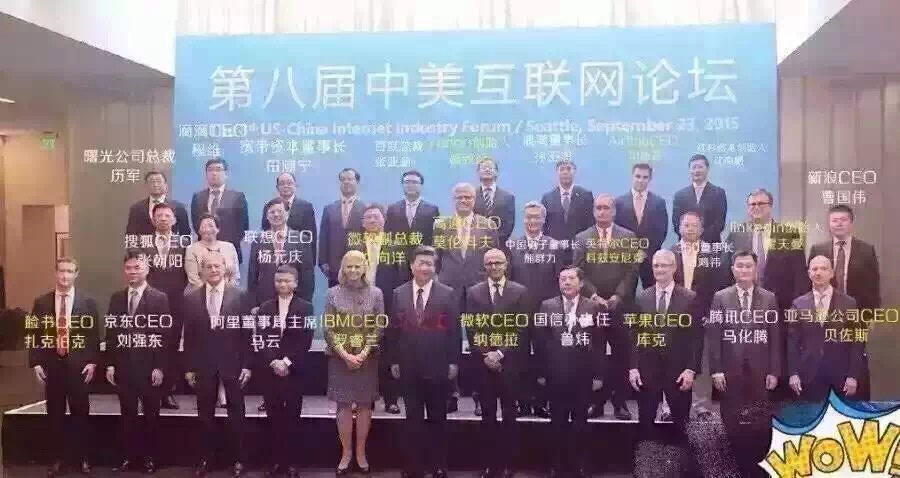 第八届中美互联网论坛
US-China Internet Industry Forum / Seattle, September 23, 2015
滴滴CEO
程维
宽带资本董事长
田溯宁
百度总裁
张亚勤
曙光公司总裁
历军
新浪CEO
曹国伟
搜狐CEO
张朝阳
联想CEO
杨元庆
微软副总裁
沈向洋
高通CEO
莫伦科夫
中国电子董事长
熊群力
英特尔CEO
科兹安尼克
360董事长
周鸿祎
linkedin创始人
霍夫曼
脸书CEO
扎克伯克
京东CEO
刘强东
阿里董事局主席
马云
IBMCEO
罗睿兰
微软CEO
纳德拉
国信办主任
鲁炜
苹果CEO
库克
腾讯CEO
马化腾
亚马逊公司CEO
贝佐斯
WOW!